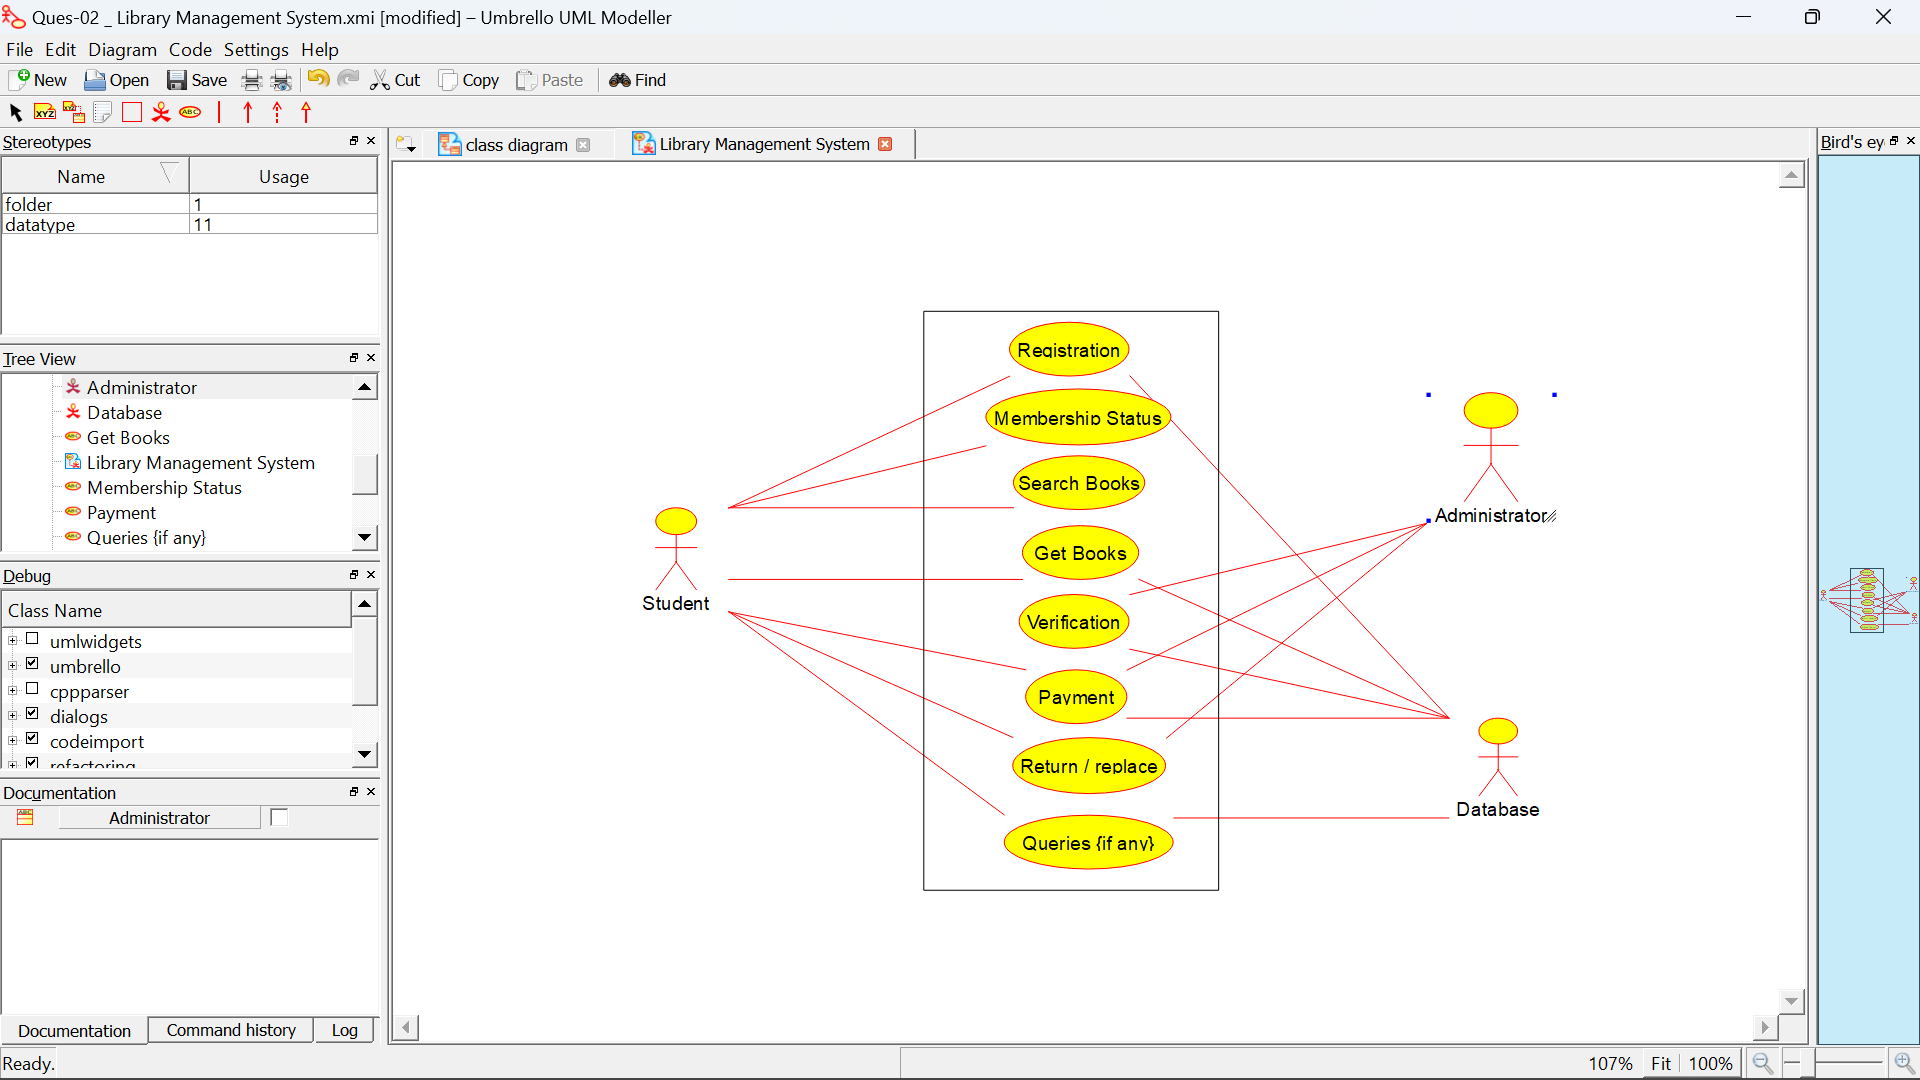 Ques-02 _ Library Management System.xmi [modified] – Umbrello UML Modeller
File Edit Diagram Code Settings Help
New Open Save Cut Copy Paste Find
XYZ XYZ ABC
Stereotypes
Name Usage
folder 1
datatype 11
Tree View
Administrator
Database
Get Books
Library Management System
Membership Status
Payment
Queries {if any}
Debug
Class Name
umlwidgets
umbrello
cppparser
dialogs
codeimport
refactoring
Documentation
Administrator
Documentation Command history Log
Ready.
class diagram Library Management System
Registration
Membership Status
Search Books
Get Books
Verification
Payment
Return / replace
Queries {if any}
Student
Administrator
Database
Bird's ey
107% Fit 100%